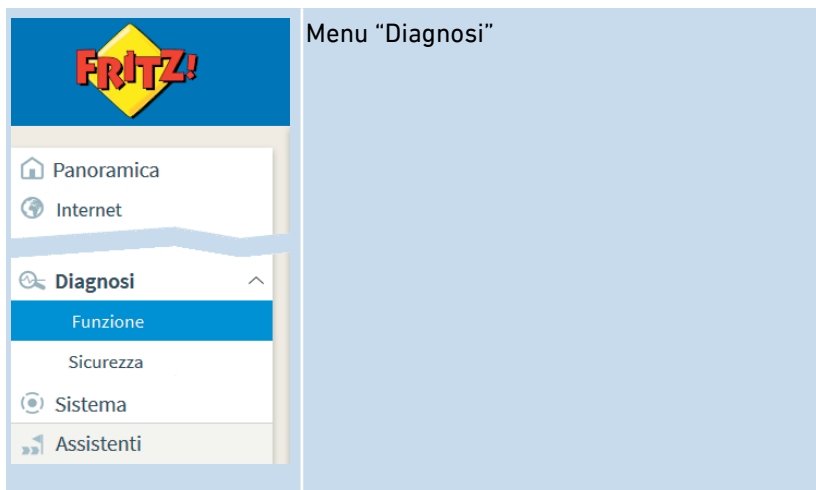 FRITZ!
Menu “Diagnosi”
Panoramica
Internet
Diagnosi
Funzione
Sicurezza
Sistema
Assistenti